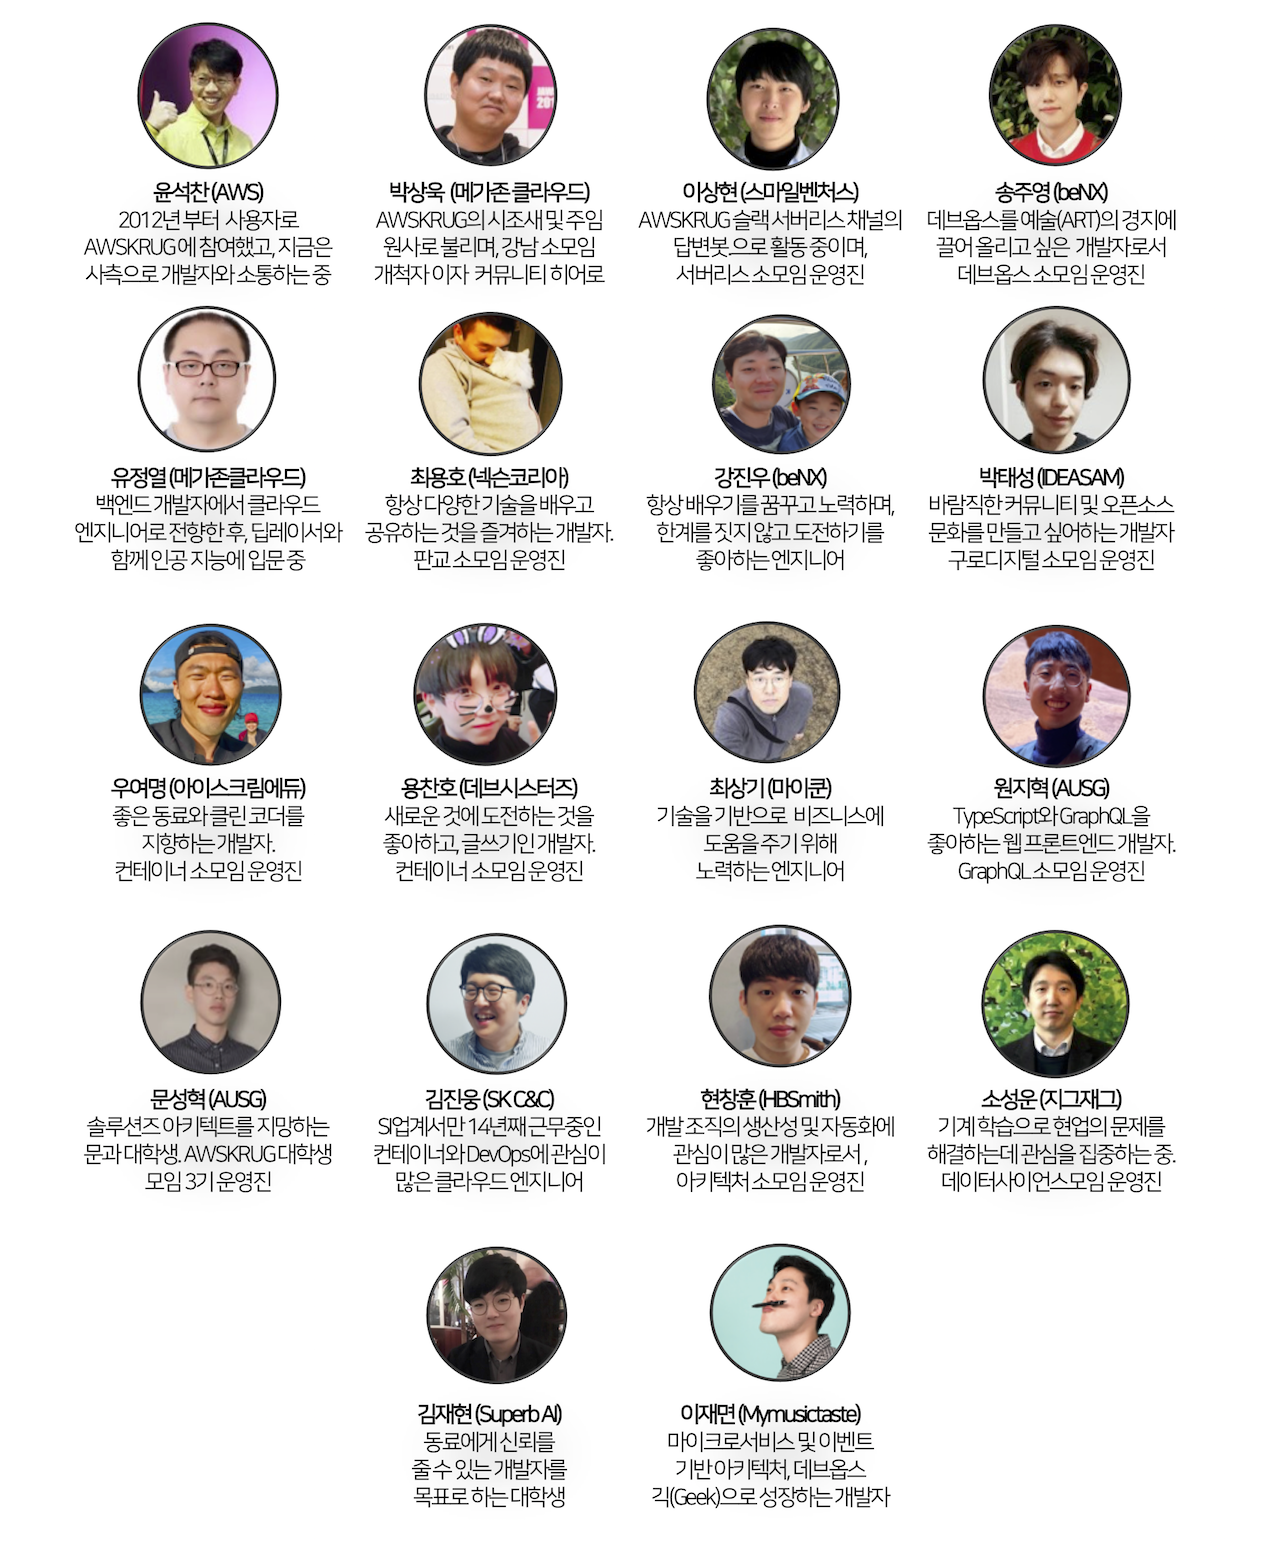 윤석찬 (AWS)
2012년 부터 사용자로
AWSKRUG에 참여했고, 지금은
사측으로 개발자와 소통하는 중
박상욱 (메가존 클라우드)
AWSKRUG의 시조새 및 주임
원사로 불리며, 강남 소모임
개척자 이자 커뮤니티 히어로
이상현 (스마일벤처스)
AWSKRUG 슬랙 서버리스 채널의
답변봇으로 활동 중이며,
서버리스 소모임 운영진
송주영 (beNX)
데브옵스를 예술(ART)의 경지에
끌어 올리고 싶은 개발자로서
데브옵스 소모임 운영진
유정열 (메가존클라우드)
백엔드 개발자에서 클라우드
엔지니어로 전향한 후, 딥레이서와
함께 인공 지능에 입문 중
최용호 (넥슨코리아)
항상 다양한 기술을 배우고
공유하는 것을 즐겨하는 개발자.
판교 소모임 운영진
강진우 (beNX)
항상 배우기를 꿈꾸고 노력하며,
한계를 짓지 않고 도전하기를
좋아하는 엔지니어
박태성 (IDEASAM)
바람직한 커뮤니티 및 오픈소스
문화를 만들고 싶어하는 개발자
구로디지털 소모임 운영진
우여명 (아이스크림에듀)
좋은 동료와 클린 코더를
지향하는 개발자.
컨테이너 소모임 운영진
용찬호 (데브시스터즈)
새로운 것에 도전하는 것을
좋아하고, 글쓰기인 개발자.
컨테이너 소모임 운영진
최상기 (마이쿤)
기술을 기반으로 비즈니스에
도움을 주기 위해
노력하는 엔지니어
원지혁 (AUSG)
TypeScript와 GraphQL을
좋아하는 웹 프론트엔드 개발자.
GraphQL 소모임 운영진
문성혁 (AUSG)
솔루션즈 아키텍트를 지망하는
문과 대학생. AWSKRUG 대학생
모임 3기 운영진
김진웅 (SK C&C)
SI업계서만 14년째 근무중인
컨테이너와 DevOps에 관심이
많은 클라우드 엔지니어
현창훈 (HBSmith)
개발 조직의 생산성 및 자동화에
관심이 많은 개발자로서,
아키텍처 소모임 운영진
소성운 (지그재그)
기계 학습으로 현업의 문제를
해결하는데 관심을 집중하는 중.
데이터사이언스모임 운영진
김재현 (Superb AI)
동료에게 신뢰를
줄 수 있는 개발자를
목표로 하는 대학생
이재면 (Mymusictaste)
마이크로서비스 및 이벤트
기반 아키텍처, 데브옵스
긱(Geek)으로 성장하는 개발자